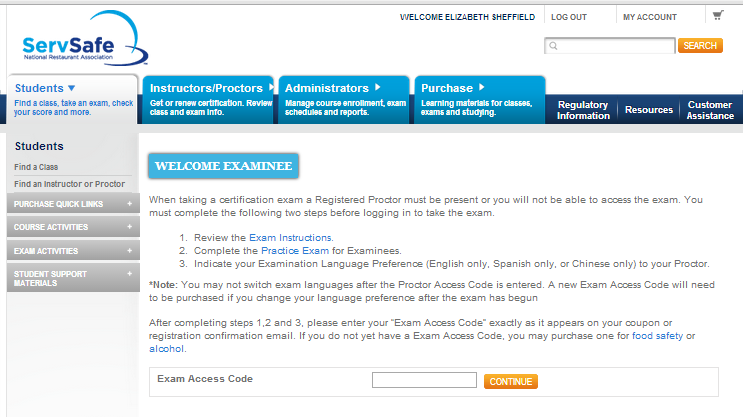 WELCOME ELIZABETH SHEFFIELD
LOG OUT
MY ACCOUNT
ServSafe
National Restaurant Association
SEARCH
Students
Find a class, take an exam, check
your score and more.
Instructors/Proctors
Get or renew certification. Review
class and exam info.
Administrators
Manage course enrollment, exam
schedules and reports.
Purchase
Learning materials for classes,
exams and studying.
Regulatory
Information
Resources
Customer
Assistance
Students
Find a Class
Find an Instructor or Proctor
PURCHASE QUICK LINKS +
COURSE ACTIVITIES +
EXAM ACTIVITIES +
STUDENT SUPPORT +
MATERIALS
WELCOME EXAMINEE
When taking a certification exam a Registered Proctor must be present or you will not be able to access the exam. You
must complete the following two steps before logging in to take the exam.
1. Review the Exam Instructions.
2. Complete the Practice Exam for Examinees.
3. Indicate your Examination Language Preference (English only, Spanish only, or Chinese only) to your Proctor.
*Note: You may not switch exam languages after the Proctor Access Code is entered. A new Exam Access Code will need
to be purchased if you change your language preference after the exam has begun
After completing steps 1,2 and 3, please enter your "Exam Access Code" exactly as it appears on your coupon or
registration confirmation email. If you do not yet have a Exam Access Code, you may purchase one for food safety or
alcohol.
Exam Access Code
CONTINUE